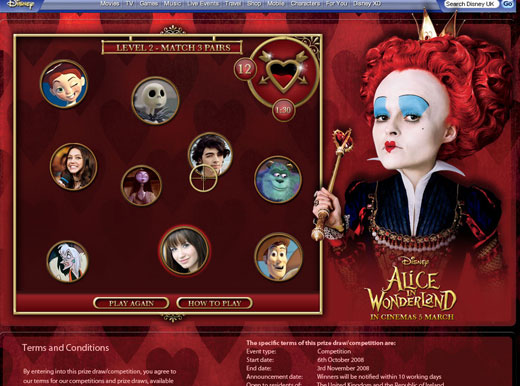 Disney
Movies | TV | Games | Music | Live Events | Travel | Shop | Mobile | Characters | For You | Disney XD
Search Disney UK
Go
LEVEL 2 - MATCH 3 PAIRS
12
1:30
PLAY AGAIN
HOW TO PLAY
DISNEY
ALICE
IN
WONDERLAND
IN CINEMAS 5 MARCH
Terms and Conditions
By entering into this prize draw/competition, you agree to
our terms for our competitions and prize draws, available
The specific terms of this prize draw/competition are:
Event type: Competition
Start date: 6th October 2008
End date: 3rd November 2008
Announcement date: Winners will be notified within 10 working days
Open to residents of: The United Kingdom and the Republic of Ireland